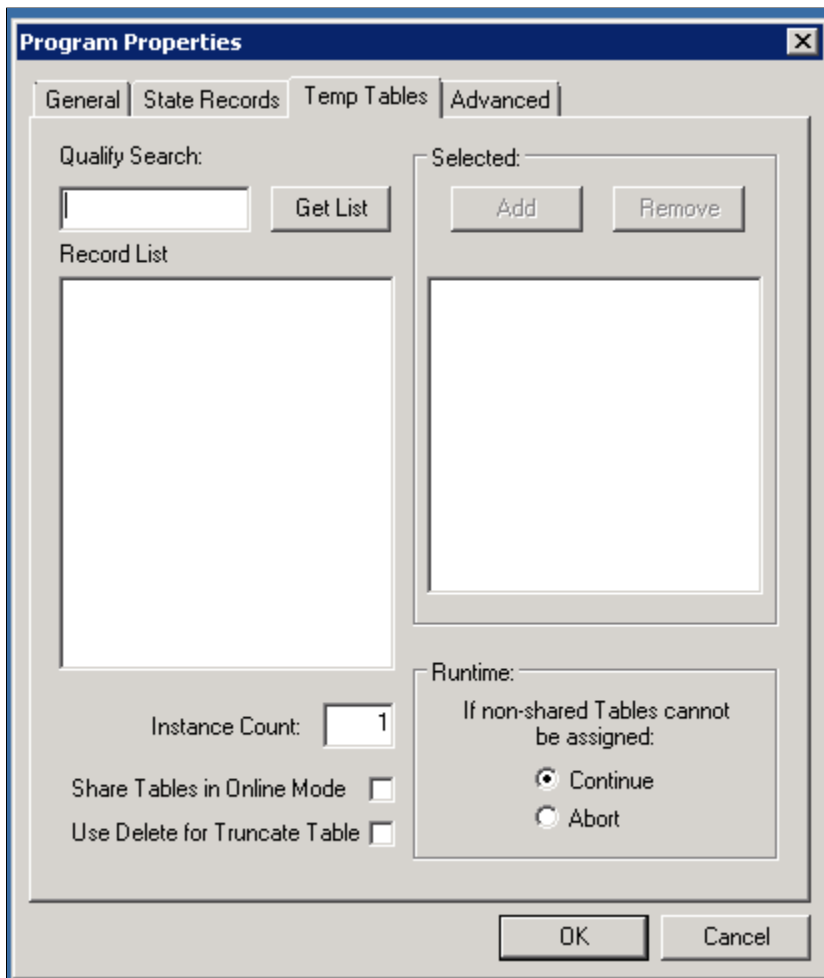 Program Properties
General
State Records
Temp Tables
Advanced
Qualify Search:
Get List
Record List
Selected:
Add
Remove
Instance Count:
1
Share Tables in Online Mode
Use Delete for Truncate Table
Runtime:
If non-shared Tables cannot
be assigned:
Continue
Abort
OK
Cancel